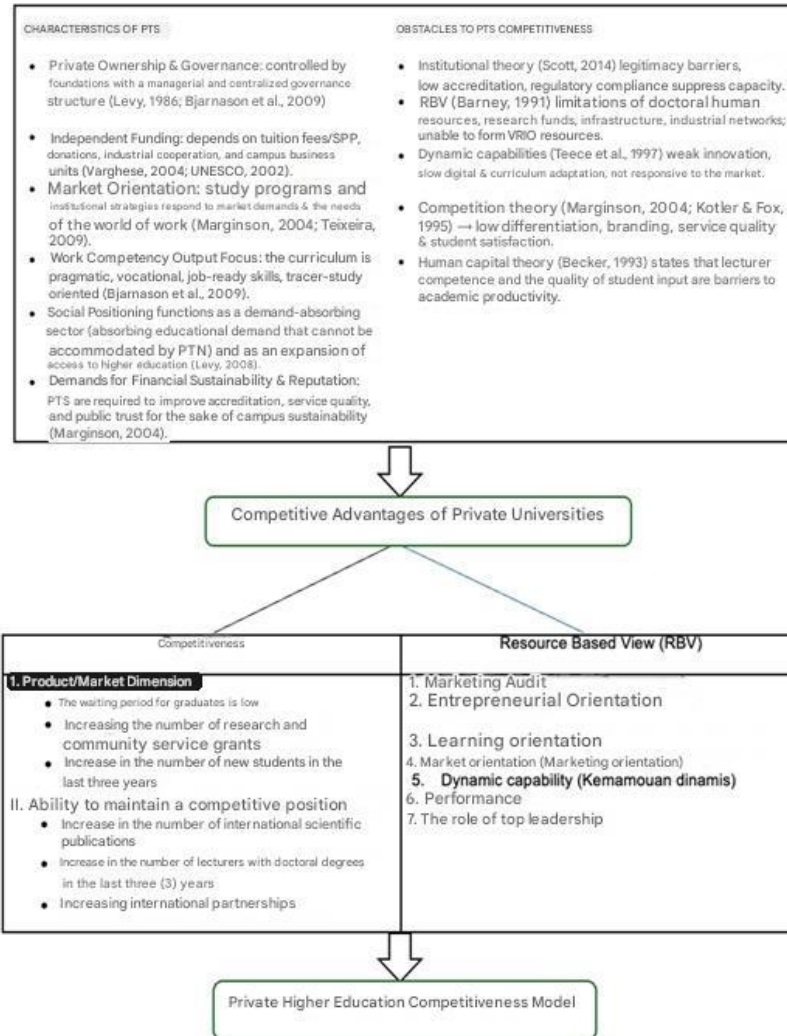 CHARACTERISTICS OF PTS
• Private Ownership & Governance: controlled by
foundations with a managerial and centralized governance
structure (Levy, 1986; Bjarnason et al., 2009)
• Independent Funding: depends on tuition fees/SPP,
donations, industrial cooperation, and campus business
units (Varghese, 2004; UNESCO, 2002).
• Market Orientation: study programs and
institutional strategies respond to market demands & the needs
of the world of work (Marginson, 2004; Teixeira,
2009).
• Work Competency Output Focus: the curriculum is
pragmatic, vocational, job-ready skills, tracer-study
oriented (Bjarnason et al., 2009).
• Social Positioning functions as a demand-absorbing
sector (absorbing educational demand that cannot be
accommodated by PTN) and as an expansion of
access to higher education (Levy, 2008).
• Demands for Financial Sustainability & Reputation:
PTS are required to improve accreditation, service quality,
and public trust for the sake of campus sustainability
(Marginson, 2004).
OBSTACLES TO PTS COMPETITIVENESS
• Institutional theory (Scott, 2014) legitimacy barriers,
low accreditation, regulatory compliance suppress capacity.
• RBV (Barney, 1991) limitations of doctoral human
resources, research funds, infrastructure, industrial networks;
unable to form VRIO resources.
• Dynamic capabilities (Teece et al., 1997) weak innovation,
slow digital & curriculum adaptation, not responsive to the market.
• Competition theory (Marginson, 2004; Kotler & Fox,
1995) → low differentiation, branding, service quality
& student satisfaction.
• Human capital theory (Becker, 1993) states that lecturer
competence and the quality of student input are barriers to
academic productivity.
Competitive Advantages of Private Universities
Competitiveness
1. Product/Market Dimension
• The waiting period for graduates is low
• Increasing the number of research and
community service grants
• Increase in the number of new students in the
last three years
II. Ability to maintain a competitive position
• Increase in the number of international scientific
publications
• Increase in the number of lecturers with doctoral degrees
in the last three (3) years
• Increasing international partnerships
Resource Based View (RBV)
1. Marketing Audit
2. Entrepreneurial Orientation
3. Learning orientation
4. Market orientation (Marketing orientation)
5. Dynamic capability (Kemamouan dinamis)
6. Performance
7. The role of top leadership
Private Higher Education Competitiveness Model